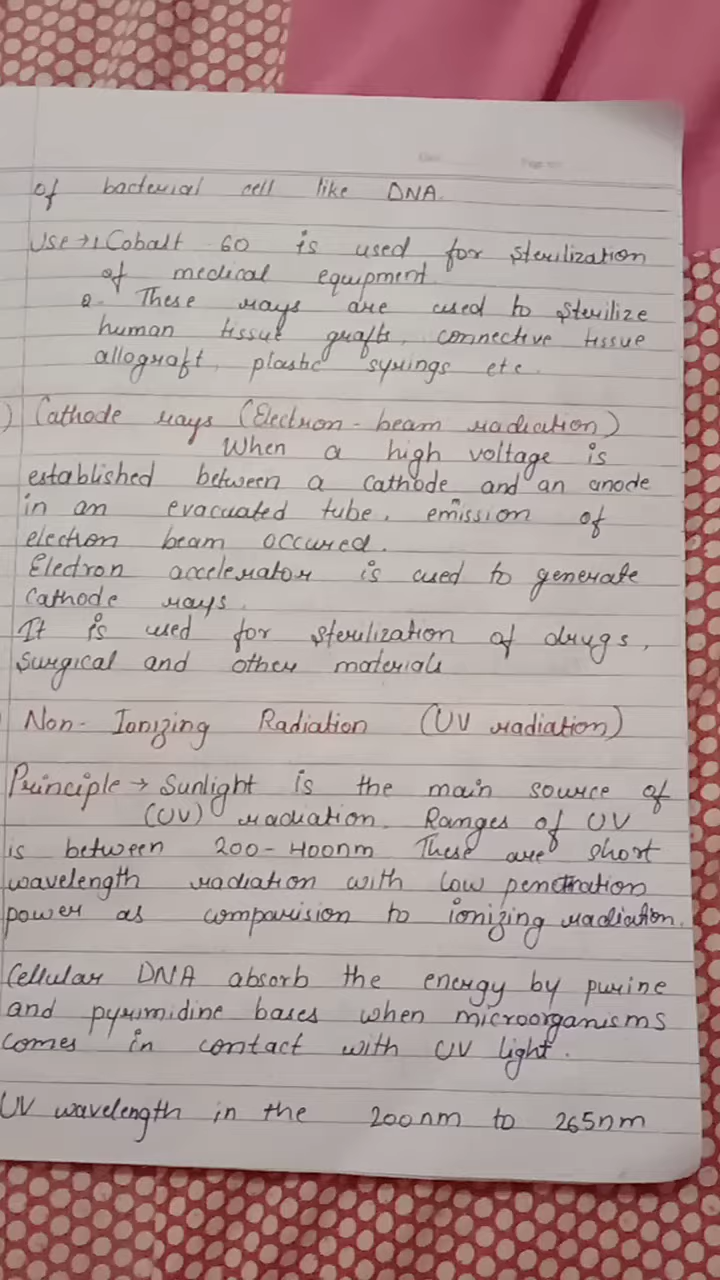 of bacterial cell like DNA.
Use → 1. Cobalt 60 is used for sterilization
of medical equipment.
2. These rays are used to sterilize
human tissue grafts, connective tissue
allograft, plastic syrings etc.
) Cathode rays (Electron-beam radiation)
When a high voltage is
established between a cathode and an anode
in an evacuated tube, emission of
election beam occured.
Electron accelerator is used to generate
cathode rays.
It is used for sterilization of drugs,
surgical and other materials
Non-Ionizing Radiation (UV radiation)
Principle → Sunlight is the main source of
(UV) radiation. Ranges of UV
is between 200-400nm These are short
wavelength radiation with low penetration
power as comparision to ionizing radiation.
Cellular DNA absorb the energy by purine
and pyrimidine bases when microorganisms
comes in contact with UV light.
UV wavelength in the 200nm to 265nm